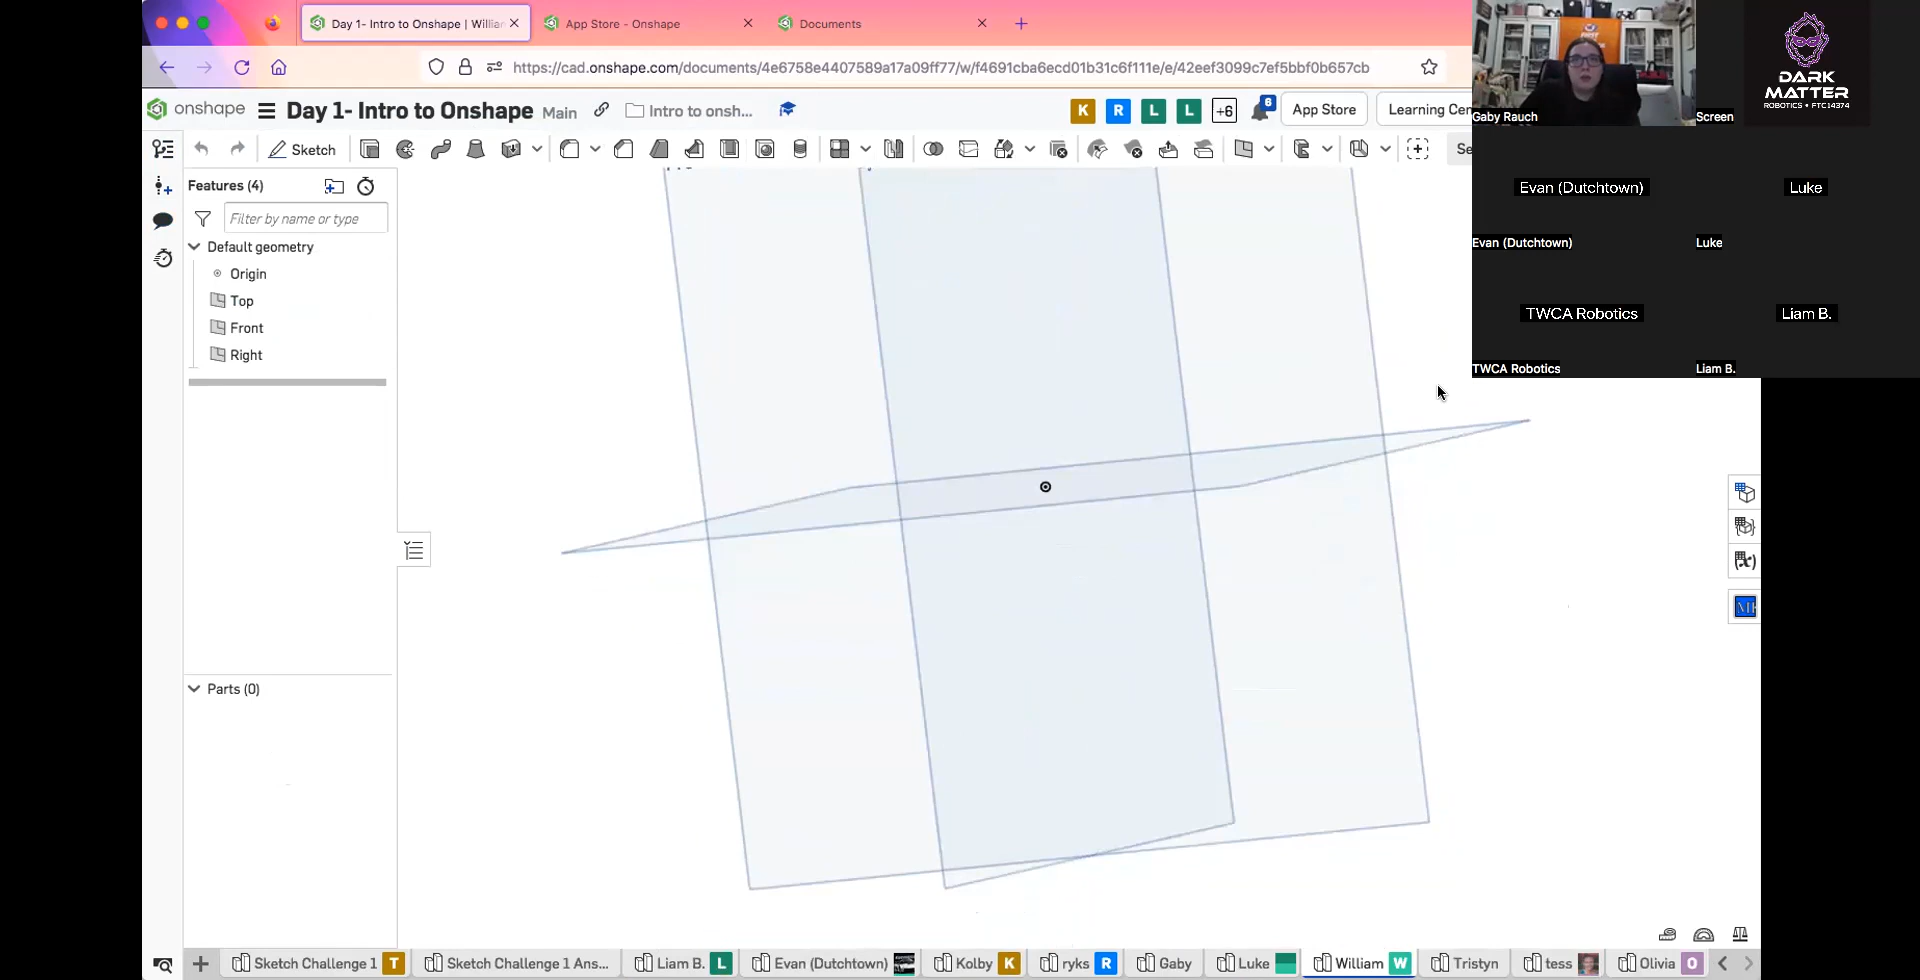 Day 1- Intro to Onshape | Willia
App Store - Onshape
Documents
https://cad.onshape.com/documents/4e6758e4407589a17a09ff77/w/f4691cba6ecd01b31c6f111e/e/42eef3099c7ef5bbf0b657cb
onshape
Day 1- Intro to Onshape
Main
Intro to onsh...
K
R
L
L
+6
6
App Store
Learning Cen
Sketch
Se
Features (4)
Filter by name or type
Default geometry
Origin
Top
Front
Right
Parts (0)
Gaby Rauch
Screen
DARK
MATTER
ROBOTICS • FTC14374
Evan (Dutchtown)
Luke
Evan (Dutchtown)
Luke
TWCA Robotics
Liam B.
TWCA Robotics
Liam B.
Sketch Challenge 1
T
Sketch Challenge 1 Ans...
Liam B.
L
Evan (Dutchtown)
Kolby
K
ryks
R
Gaby
Luke
William
W
Tristyn
tess
Olivia
O